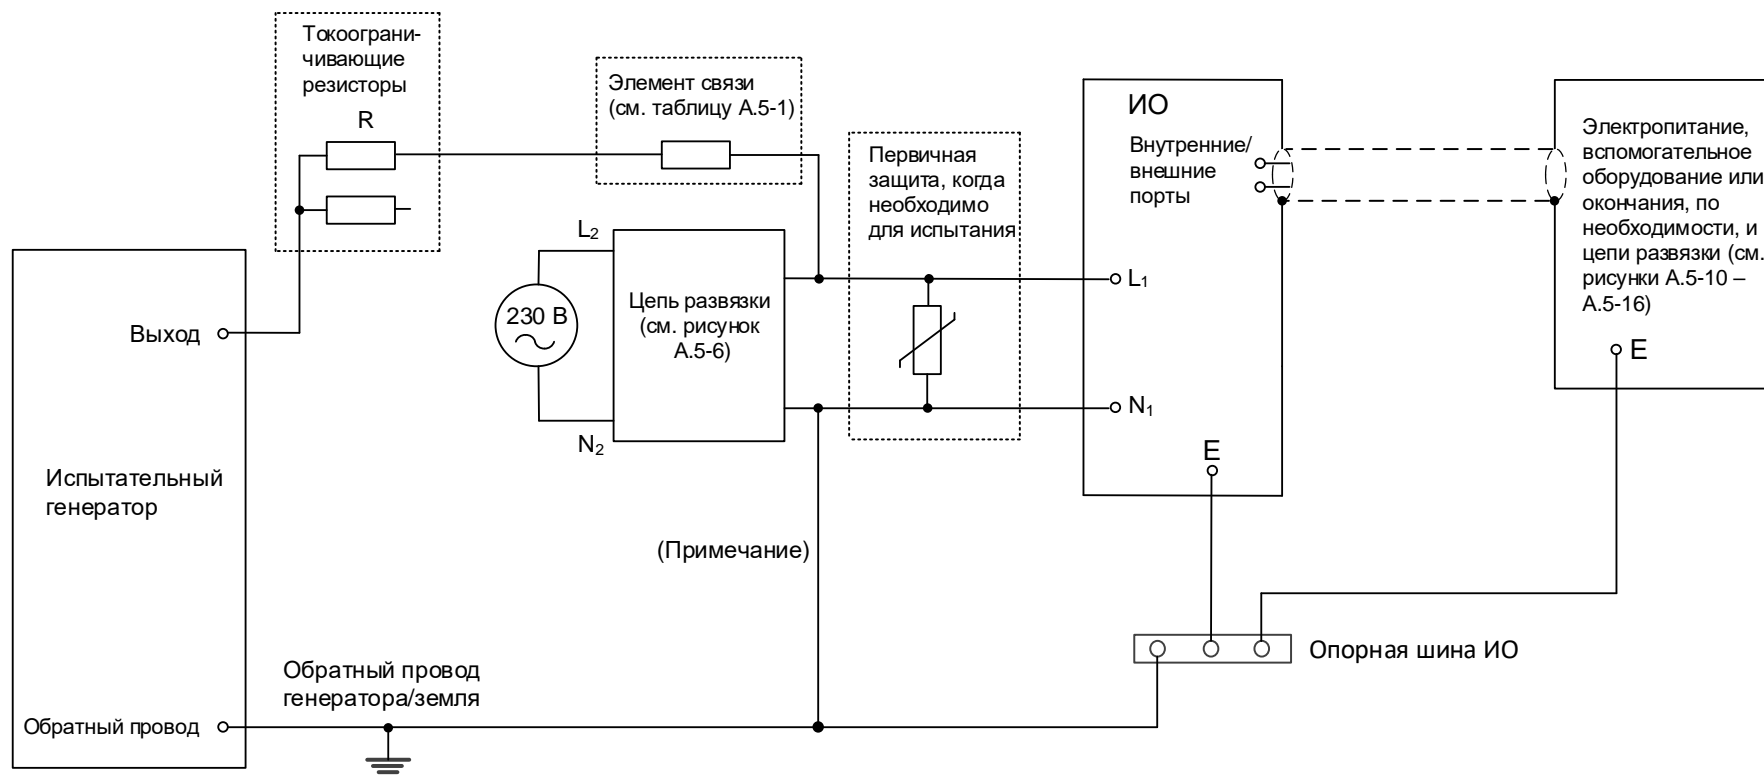 Токоограни-
чивающие
резисторы
R
Элемент связи
(см. таблицу A.5-1)
Первичная
защита, когда
необходимо
для испытания
ИО
Внутренние/
внешние
порты
Электропитание,
вспомогательное
оборудование или
окончания, по
необходимости, и
цепи развязки (см.
рисунки A.5-10 –
A.5-16)
E
L2
230 В
N2
Цепь развязки
(см. рисунок
A.5-6)
L1
N1
E
Выход
Испытательный
генератор
(Примечание)
Опорная шина ИО
Обратный провод
генератора/земля
Обратный провод